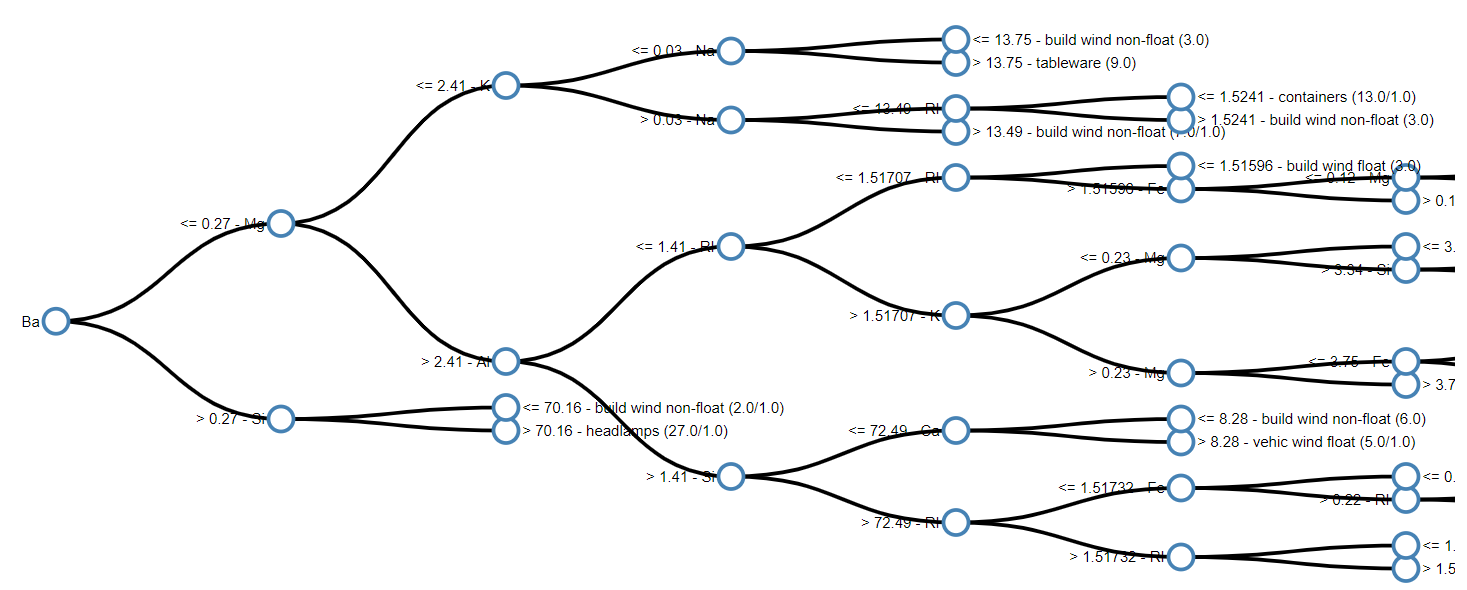 <= 13.75 - build wind non-float (3.0)
<= 0.03 - Na
> 13.75 - tableware (9.0)
<= 2.41 - K
<= 1.5241 - containers (13.0/1.0)
<= 13.49 - RI
> 0.03 - Na
> 1.5241 - build wind non-float (3.0)
> 13.49 - build wind non-float (7.0/1.0)
<= 1.51596 - build wind float (3.0)
<= 1.51707 - RI
<= 0.12 - Mg
> 1.51596 - Fe
> 0.1
<= 0.27 - Mg
<= 1.41 - RI
<= 3.
<= 0.23 - Mg
> 3.34 - Si
> 1.51707 - K
Ba
> 2.41 - Al
<= 3.75 - Fe
> 0.23 - Mg
> 3.7
<= 70.16 - build wind non-float (2.0/1.0)
> 0.27 - Si
<= 8.28 - build wind non-float (6.0)
> 70.16 - headlamps (27.0/1.0)
<= 72.49 - Ca
> 8.28 - vehic wind float (5.0/1.0)
> 1.41 - Si
<= 0.
<= 1.51732 - Fe
> 0.22 - RI
> 72.49 - RI
<= 1.
> 1.51732 - RI
> 1.5